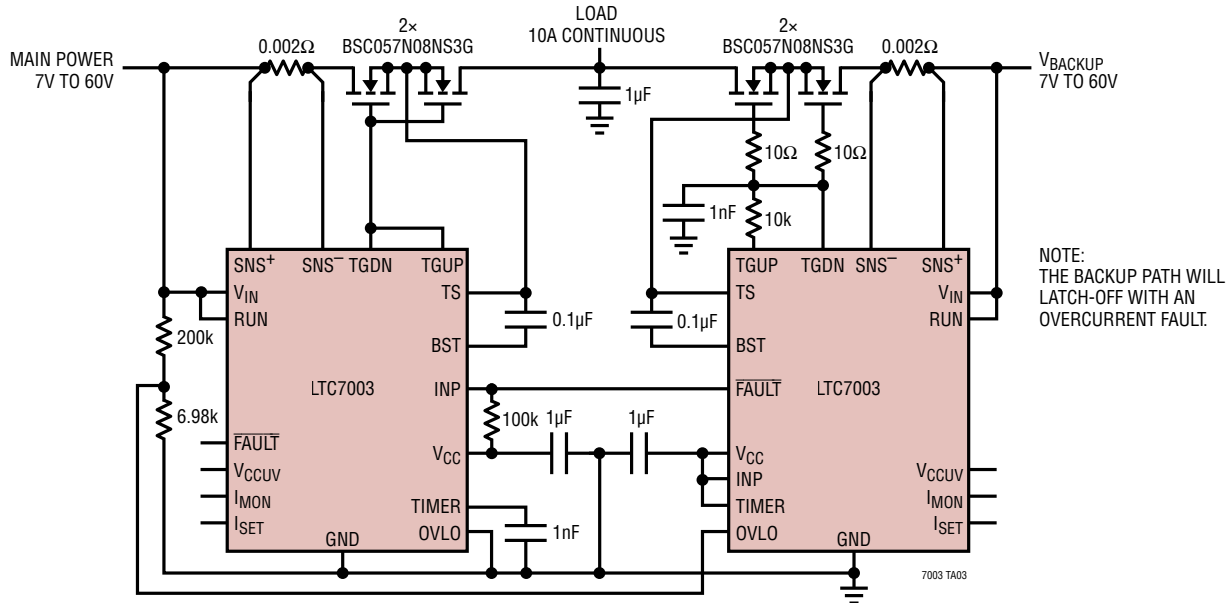 MAIN POWER
7V TO 60V
0.002Ω
2×
BSC057N08NS3G
LOAD
10A CONTINUOUS
1µF
2×
BSC057N08NS3G
0.002Ω
VBACKUP
7V TO 60V
10Ω
10Ω
1nF
10k
SNS+
SNS–
TGDN
TGUP
VIN
RUN
TS
BST
INP
VCC
TIMER
OVLO
LTC7003
FAULT
VCCUV
IMON
ISET
GND
200k
6.98k
0.1µF
0.1µF
100k
1µF
1µF
1nF
TGUP
TGDN
SNS–
SNS+
TS
BST
FAULT
VCC
INP
TIMER
OVLO
LTC7003
VIN
RUN
VCCUV
IMON
ISET
GND
NOTE:
THE BACKUP PATH WILL
LATCH-OFF WITH AN
OVERCURRENT FAULT.
7003 TA03